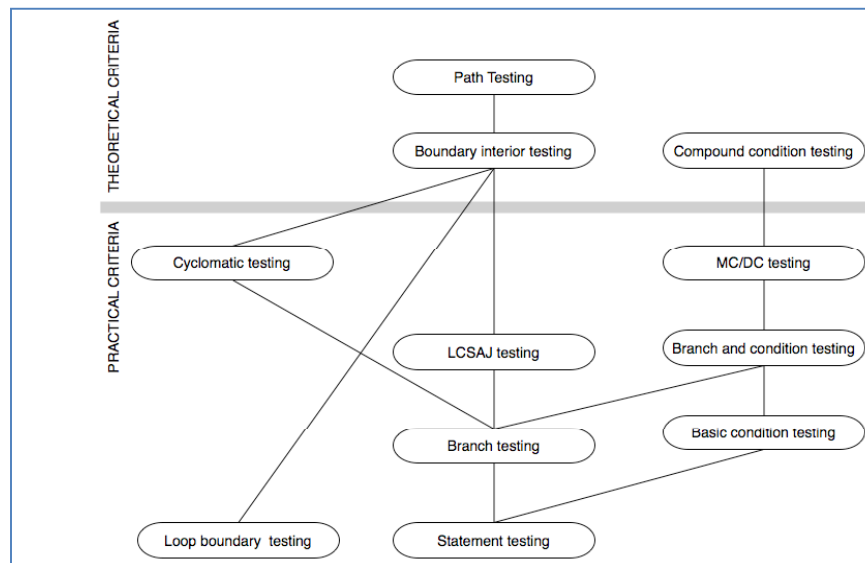 THEORETICAL CRITERIA
Path Testing
Boundary interior testing
Compound condition testing
PRACTICAL CRITERIA
Cyclomatic testing
MC/DC testing
LCSAJ testing
Branch and condition testing
Branch testing
Basic condition testing
Loop boundary testing
Statement testing